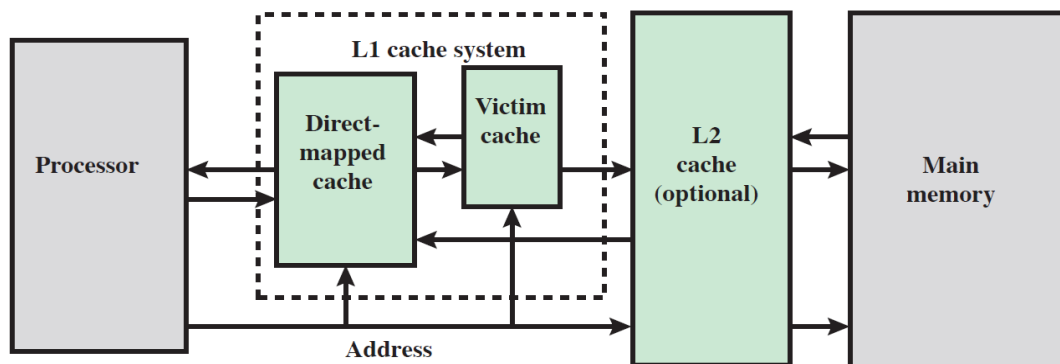 L1 cache system
Processor
Direct-
mapped
cache
Victim
cache
L2
cache
(optional)
Main
memory
Address